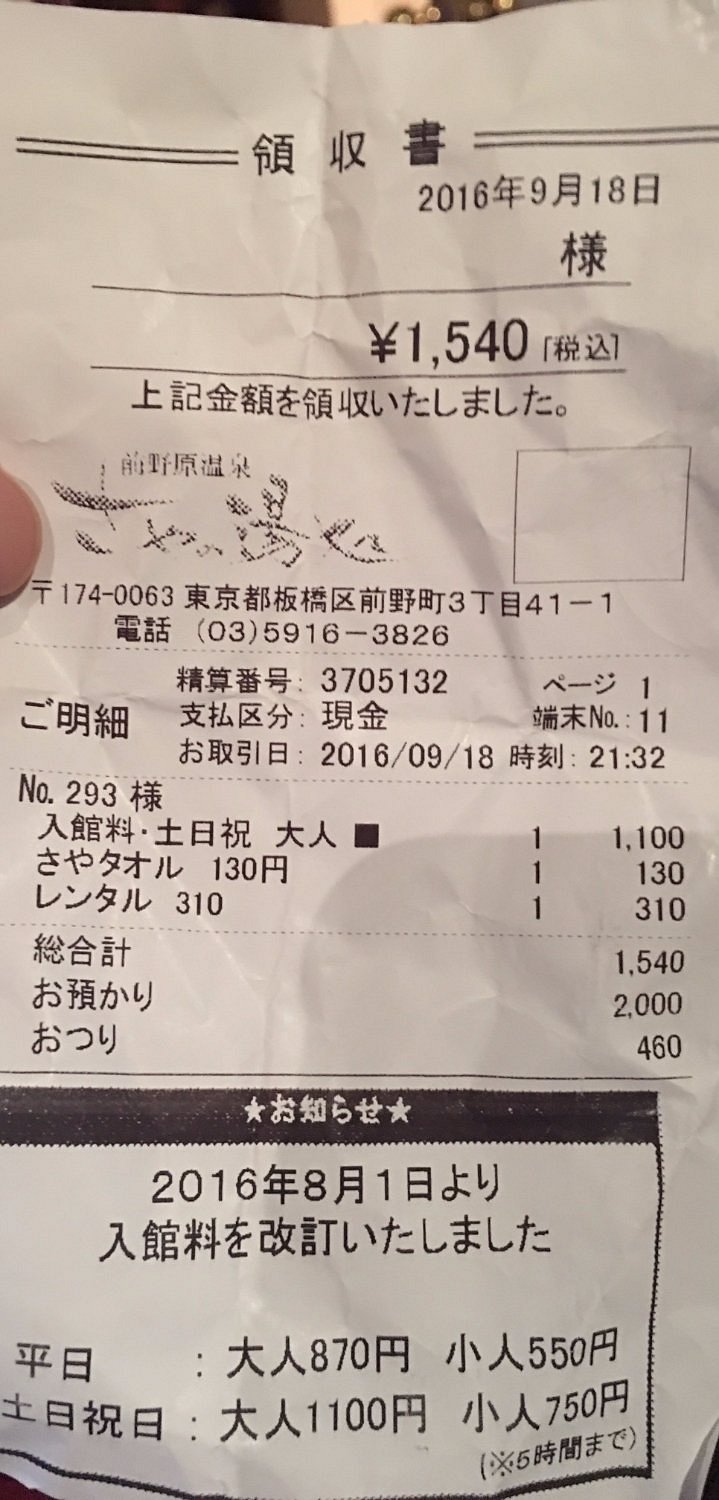 領収書
2016年9月18日
様
¥1,540 [税込]
上記金額を領収いたしました。
前野原温泉
さやの湯処
〒174-0063 東京都板橋区前野町3丁目41-1
電話 (03)5916-3826
精算番号: 3705132 ページ 1
ご明細 支払区分: 現金 端末No.: 11
お取引日: 2016/09/18 時刻: 21:32
No. 293 様
入館料・土日祝 大人 ■ 1 1,100
さやタオル 130円 1 130
レンタル 310 1 310
総合計 1,540
お預かり 2,000
おつり 460
★お知らせ★
2016年8月1日より
入館料を改訂いたしました
平日 : 大人870円 小人550円
土日祝日 : 大人1100円 小人750円
(※5時間まで)